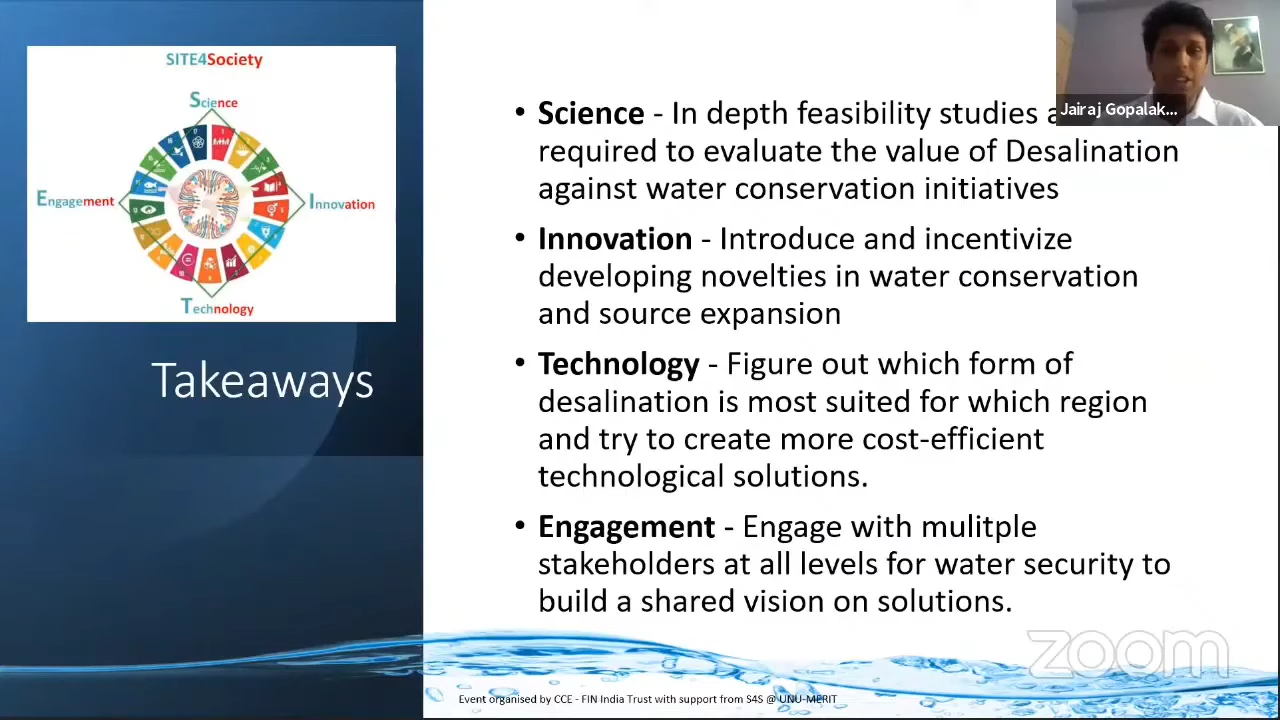 SITE4Society
Science
Engagement
Innovation
Technology
Takeaways
• Science - In depth feasibility studies a
required to evaluate the value of Desalination
against water conservation initiatives
• Innovation - Introduce and incentivize
developing novelties in water conservation
and source expansion
• Technology - Figure out which form of
desalination is most suited for which region
and try to create more cost-efficient
technological solutions.
• Engagement - Engage with mulitple
stakeholders at all levels for water security to
build a shared vision on solutions.
Jairaj Gopalak...
zoom
Event organised by CCE - FIN India Trust with support from S4S @ UNU-MERIT